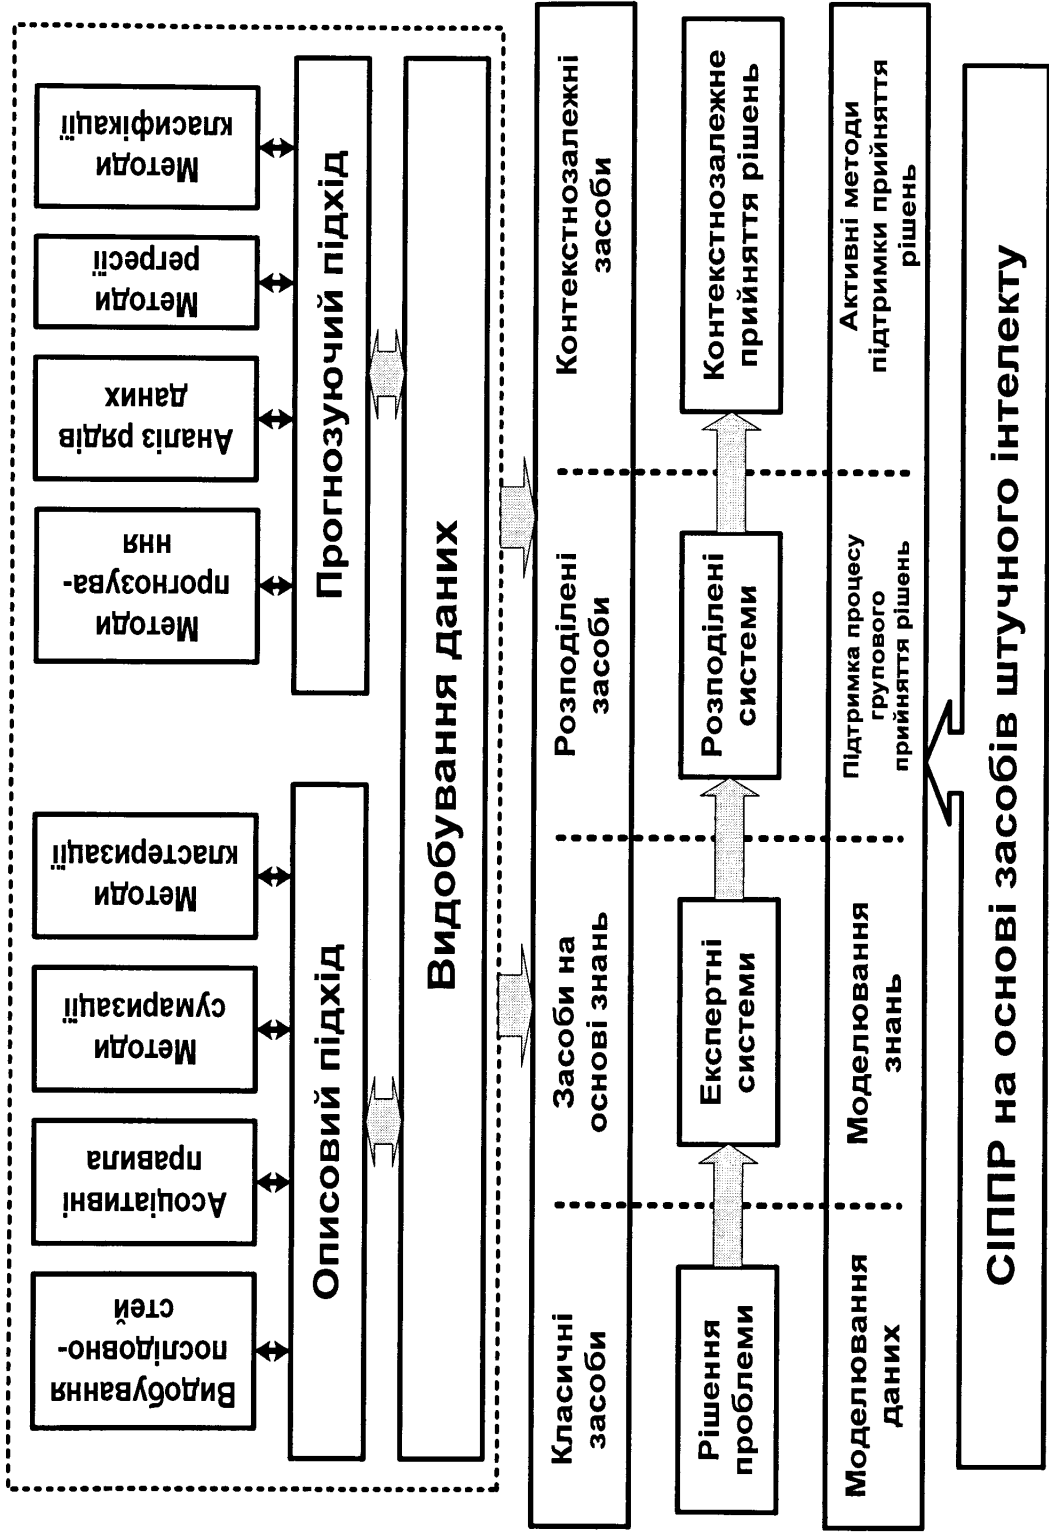 Видобування
послідовно-
стей
Асоціативні
правила
Методи
сумаризації
Методи
кластеризації
Методи
прогнозува-
ння
Аналіз рядів
даних
Методи
регресії
Методи
класифікації
Описовий підхід
Прогнозуючий підхід
Видобування даних
Класичні
засоби
Засоби на
основі знань
Розподілені
засоби
Контекстнозалежні
засоби
Рішення
проблеми
Експертні
системи
Розподілені
системи
Контекстнозалежне
прийняття рішень
Моделювання
даних
Моделювання
знань
Підтримка процесу
групового
прийняття рішень
Активні методи
підтримки прийняття
рішень
СІППР на основі засобів штучного інтелекту